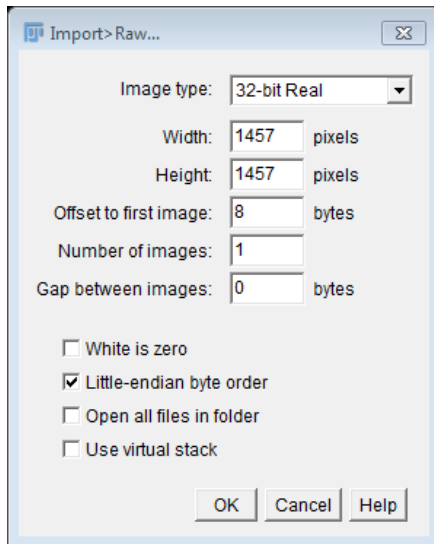 Import>Raw...
Image type: 32-bit Real
Width: 1457 pixels
Height: 1457 pixels
Offset to first image: 8 bytes
Number of images: 1
Gap between images: 0 bytes
White is zero
Little-endian byte order
Open all files in folder
Use virtual stack
OK Cancel Help